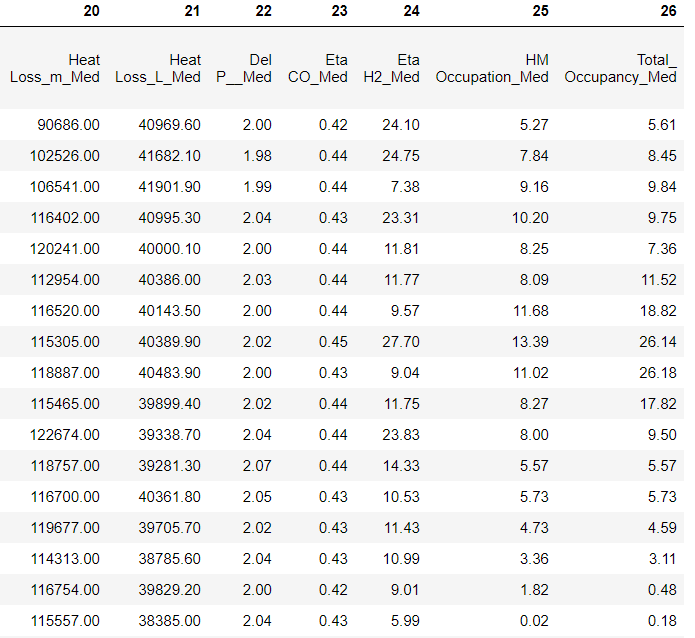 20 21 22 23 24 25 26
Heat Heat Del Eta Eta HM Total_
Loss_m_Med Loss_L_Med P__Med CO_Med H2_Med Occupation_Med Occupancy_Med
90686.00 40969.60 2.00 0.42 24.10 5.27 5.61
102526.00 41682.10 1.98 0.44 24.75 7.84 8.45
106541.00 41901.90 1.99 0.44 7.38 9.16 9.84
116402.00 40995.30 2.04 0.43 23.31 10.20 9.75
120241.00 40000.10 2.00 0.44 11.81 8.25 7.36
112954.00 40386.00 2.03 0.44 11.77 8.09 11.52
116520.00 40143.50 2.00 0.44 9.57 11.68 18.82
115305.00 40389.90 2.02 0.45 27.70 13.39 26.14
118887.00 40483.90 2.00 0.43 9.04 11.02 26.18
115465.00 39899.40 2.02 0.44 11.75 8.27 17.82
122674.00 39338.70 2.04 0.44 23.83 8.00 9.50
118757.00 39281.30 2.07 0.44 14.33 5.57 5.57
116700.00 40361.80 2.05 0.43 10.53 5.73 5.73
119677.00 39705.70 2.02 0.43 11.43 4.73 4.59
114313.00 38785.60 2.04 0.43 10.99 3.36 3.11
116754.00 39829.20 2.00 0.42 9.01 1.82 0.48
115557.00 38385.00 2.04 0.43 5.99 0.02 0.18